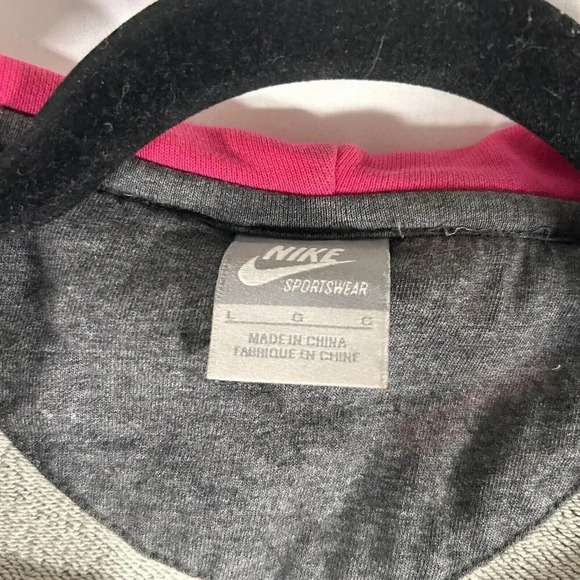 NIKE
SPORTSWEAR
L G G
MADE IN CHINA
FABRIQUE EN CHINE